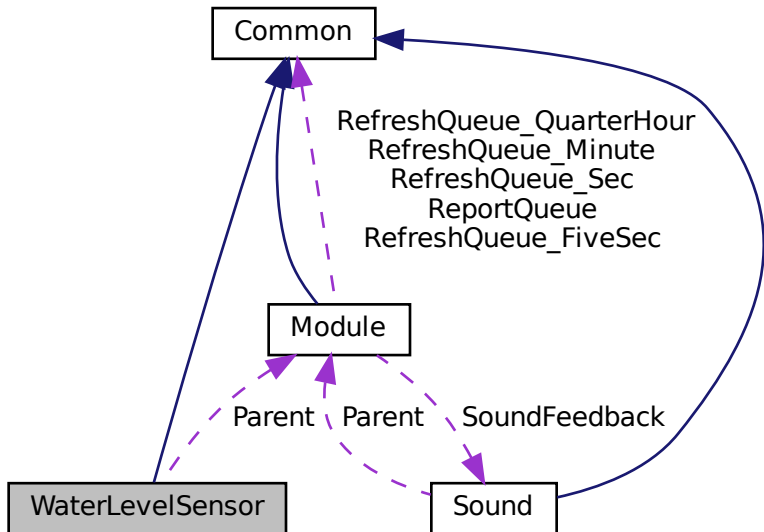 Common
RefreshQueue_QuarterHour
RefreshQueue_Minute
RefreshQueue_Sec
ReportQueue
RefreshQueue_FiveSec
Module
Parent
Parent
SoundFeedback
WaterLevelSensor
Sound